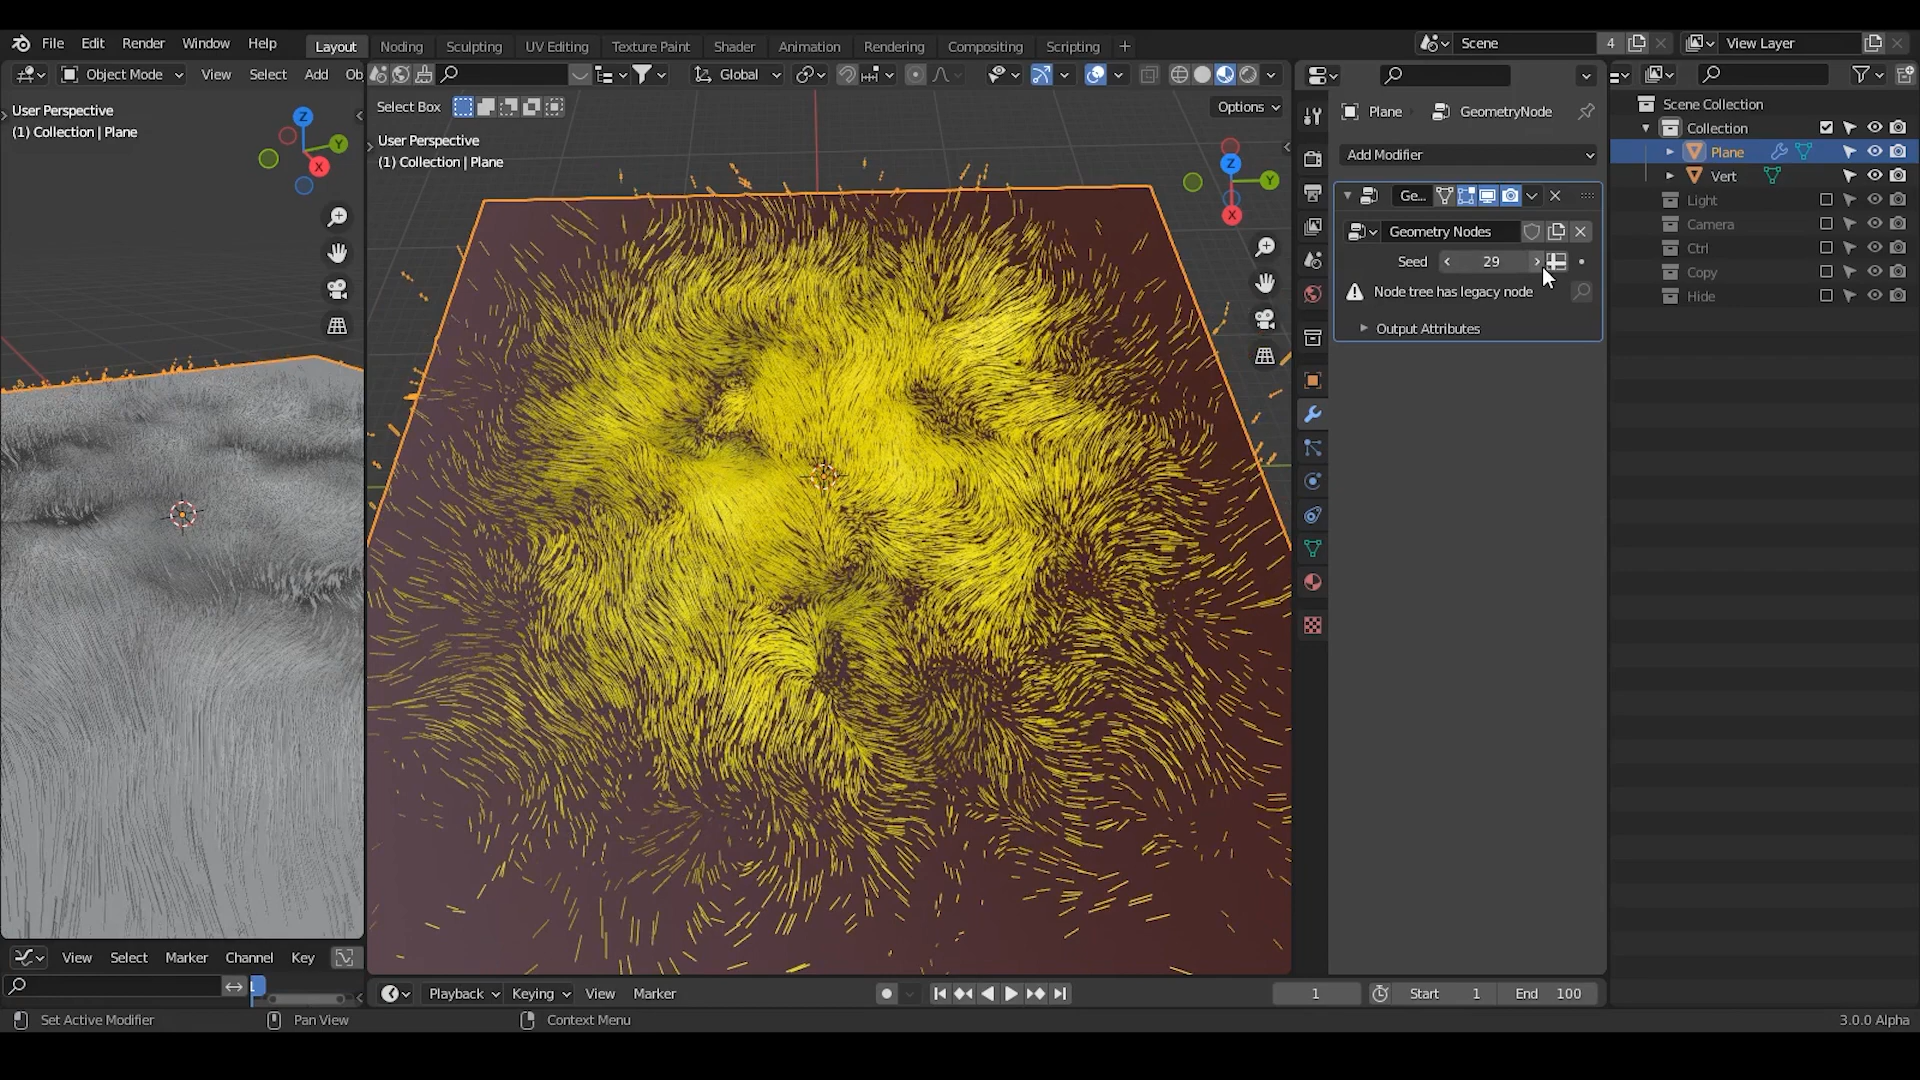 File Edit Render Window Help Layout Noding Sculpting UV Editing Texture Paint Shader Animation Rendering Compositing Scripting + Scene 4 View Layer
Object Mode View Select Add Ob Global
User Perspective
(1) Collection | Plane
Select Box Options
User Perspective
(1) Collection | Plane
Plane GeometryNode
Add Modifier
Ge...
Geometry Nodes
Seed 29
Node tree has legacy node
Output Attributes
Scene Collection
Collection
Plane
Vert
Light
Camera
Ctrl
Copy
Hide
X
Y
Z
X
Y
Z
View Select Marker Channel Key
1
Playback Keying View Marker 1 Start 1 End 100
Set Active Modifier Pan View Context Menu 3.0.0 Alpha